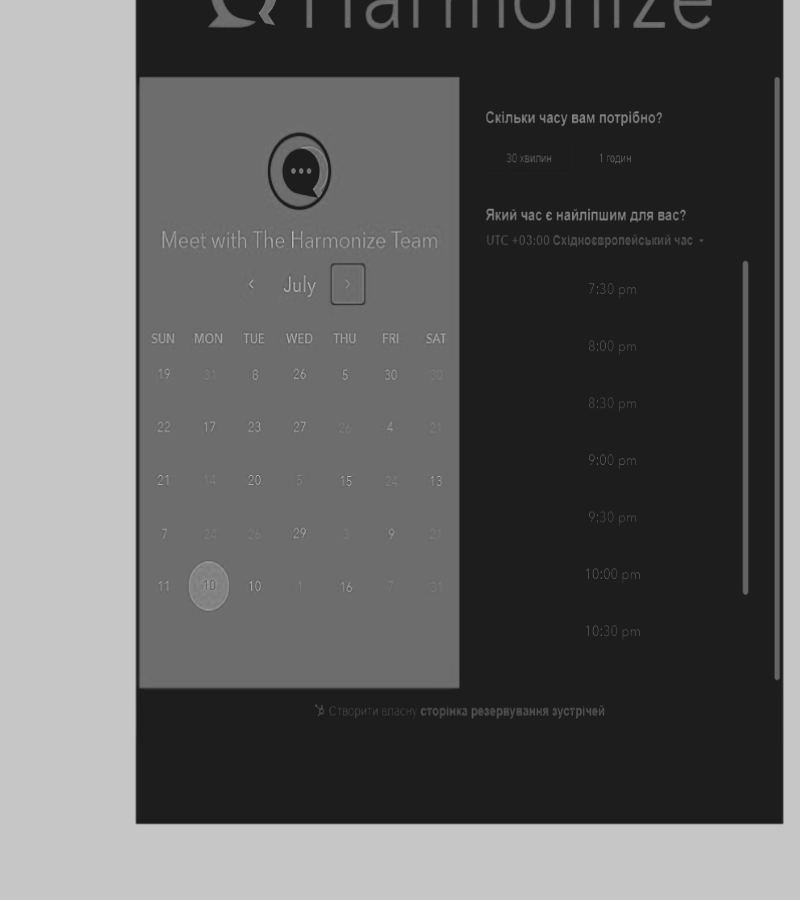 Harmonize
Meet with The Harmonize Team
July
SUN MON TUE WED THU FRI SAT
19 31 8 26 5 30 30
22 17 23 27 26 4 21
21 14 20 5 15 24 13
7 24 26 29 3 9 21
11 10 10 1 16 7 31
Скільки часу вам потрібно?
30 хвилин 1 годин
Який час є найліпшим для вас?
UTC +03:00 Східноєвропейський час
7:30 pm
8:00 pm
8:30 pm
9:00 pm
9:30 pm
10:00 pm
10:30 pm
Створити власну сторінка резервування зустрічей